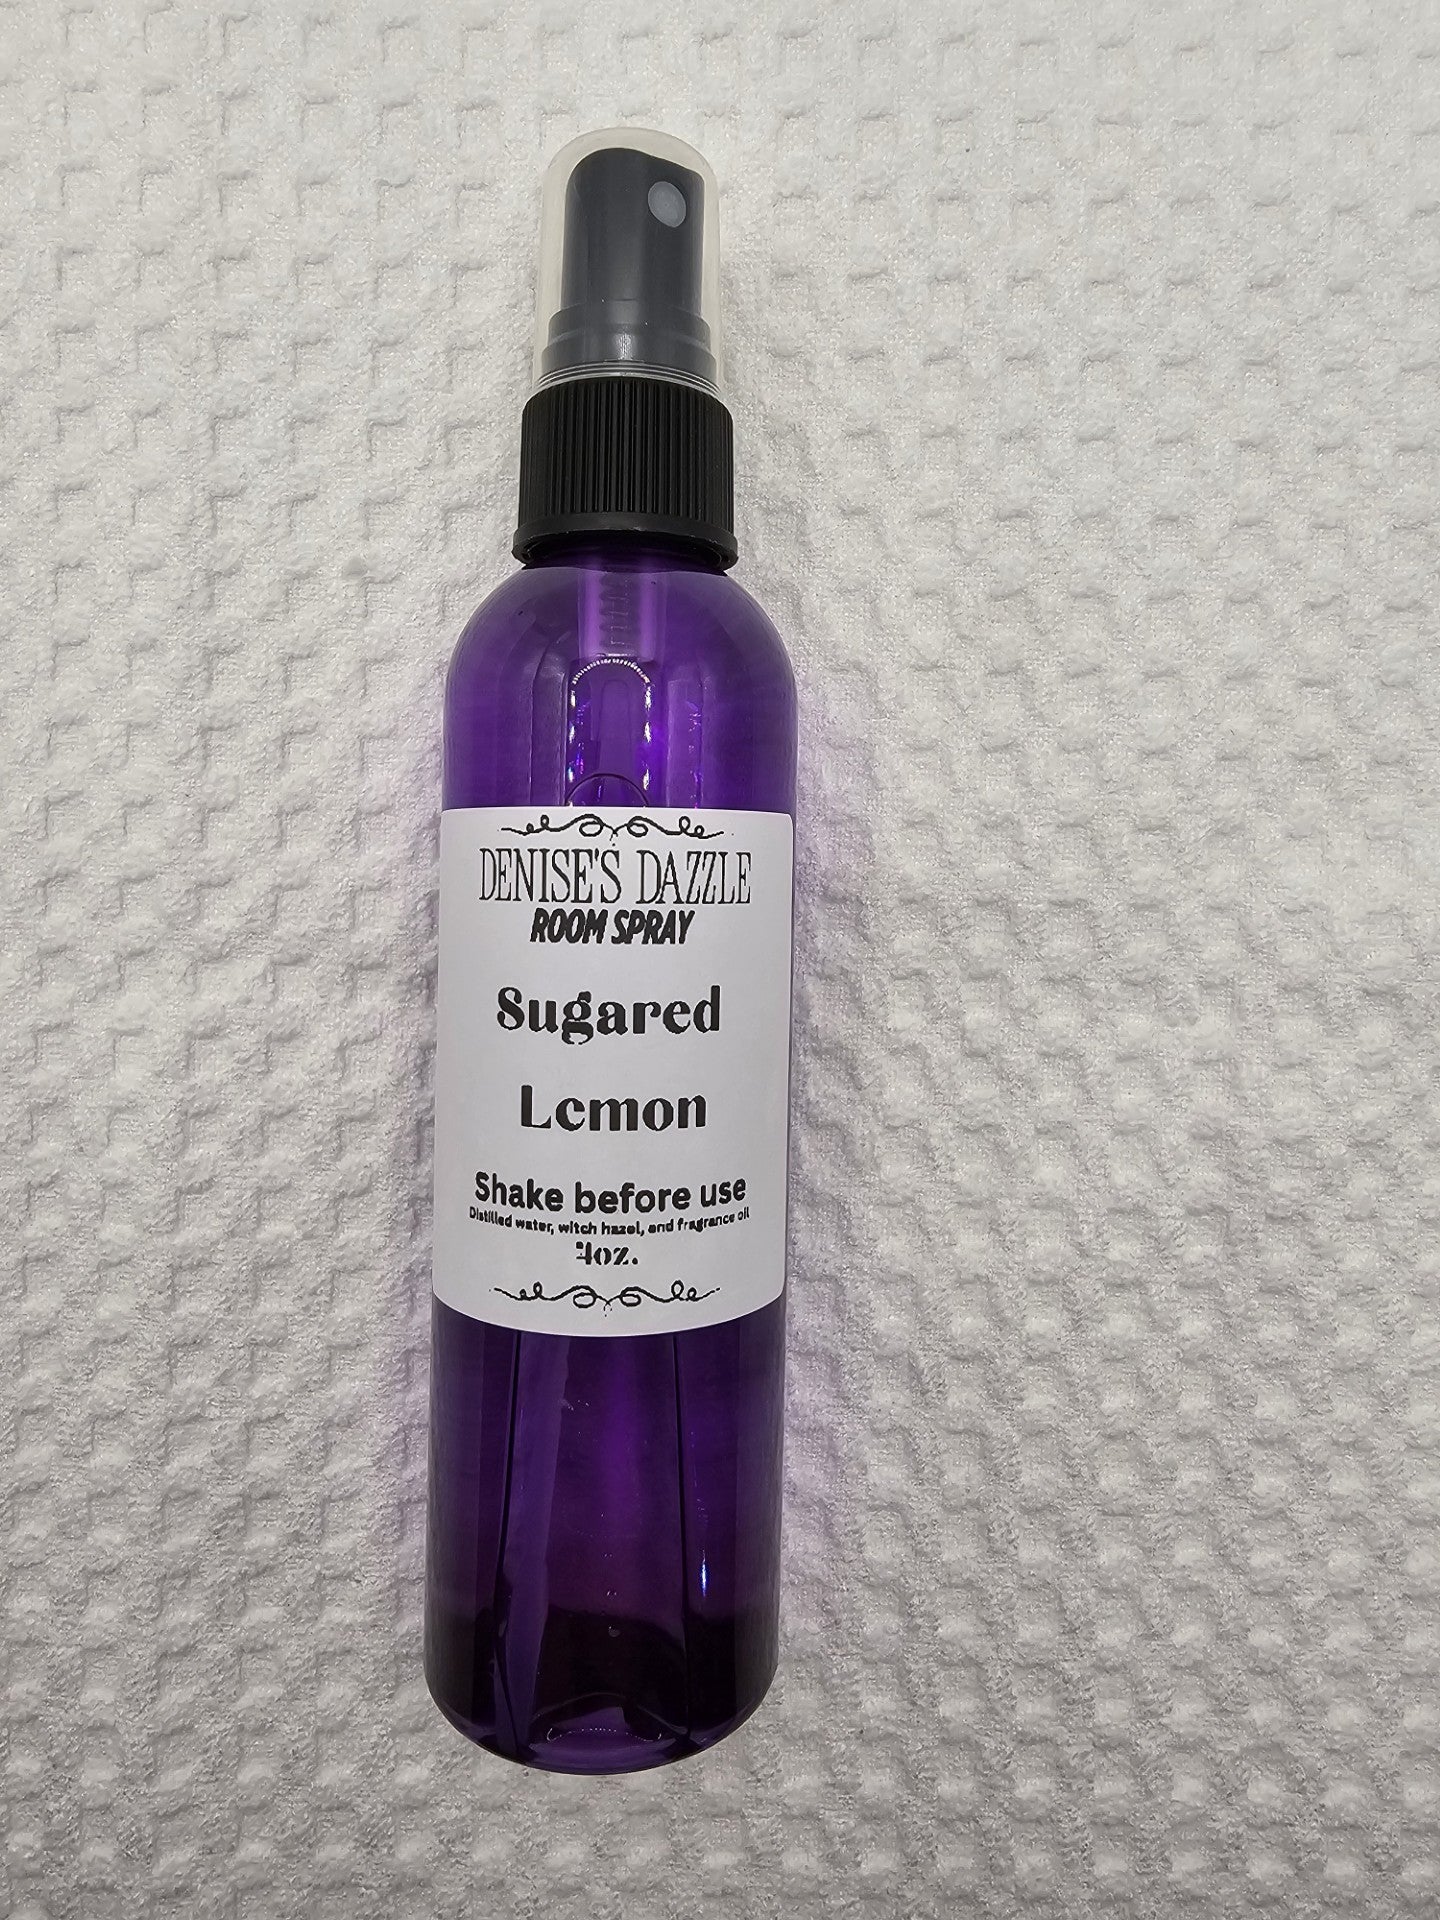 DENISE'S DAZZLE
ROOM SPRAY
Sugared
Lemon
Shake before use
Distilled water, witch hazel, and fragrance oil
4oz.